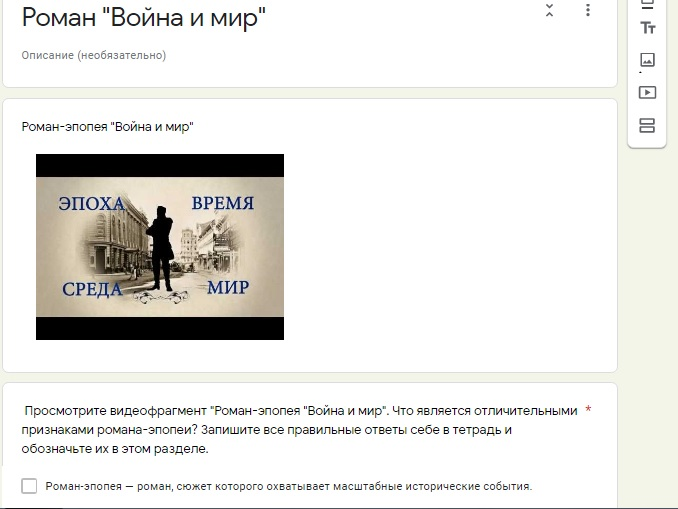 Роман "Война и мир"
Описание (необязательно)
Роман-эпопея "Война и мир"
ЭПОХА
ВРЕМЯ
СРЕДА
МИР
Просмотрите видеофрагмент "Роман-эпопея "Война и мир". Что является отличительными *
признаками романа-эпопеи? Запишите все правильные ответы себе в тетрадь и
обозначьте их в этом разделе.
Роман-эпопея — роман, сюжет которого охватывает масштабные исторические события.
Тт